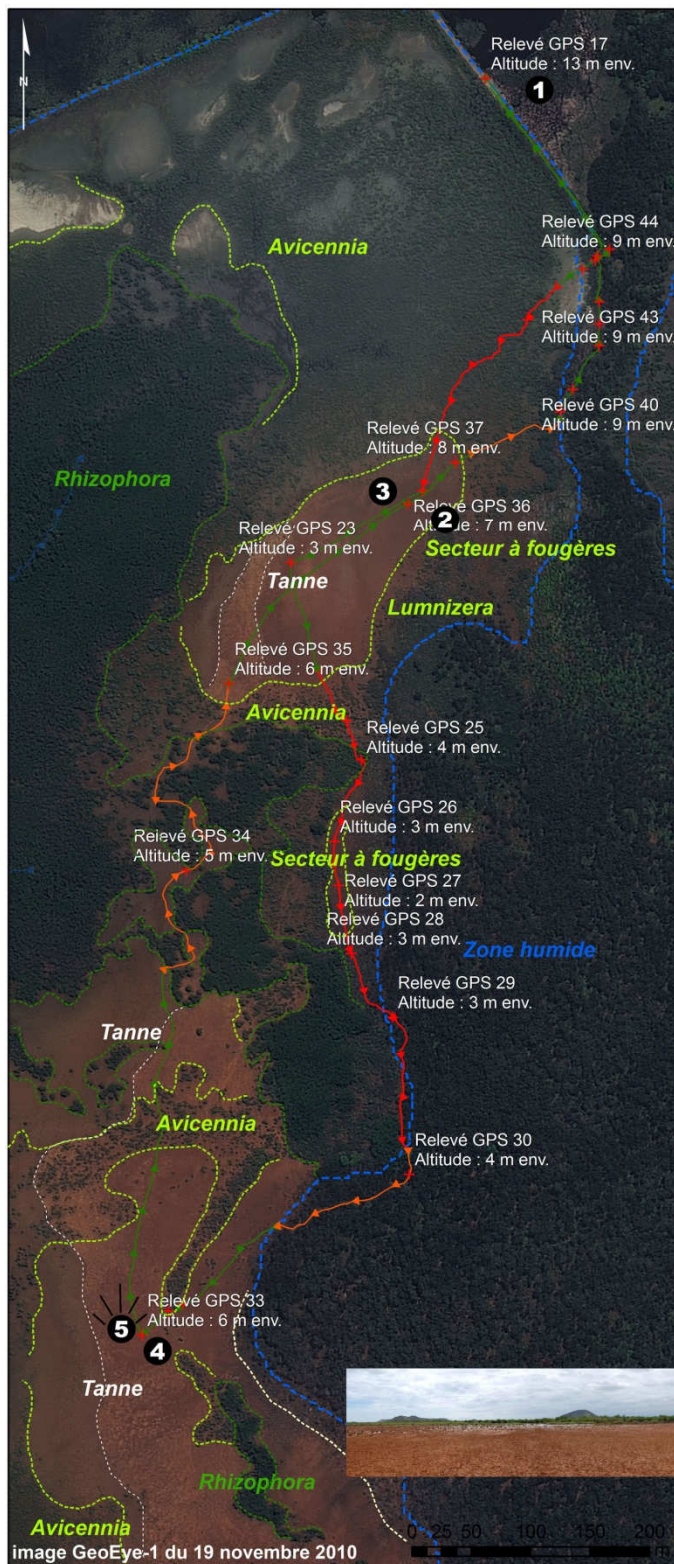 N
Relevé GPS 17
Altitude : 13 m env.
1
Relevé GPS 44
Altitude : 9 m env.
Avicennia
Relevé GPS 43
Altitude : 9 m env.
Relevé GPS 40
Altitude : 9 m env.
Relevé GPS 37
Altitude : 8 m env.
Rhizophora
3
Relevé GPS 36
Altitude : 7 m env.
2
Relevé GPS 23
Altitude : 3 m env.
Secteur à fougères
Tanne
Lumnizera
Relevé GPS 35
Altitude : 6 m env.
Avicennia
Relevé GPS 25
Altitude : 4 m env.
Relevé GPS 26
Altitude : 3 m env.
Relevé GPS 34
Altitude : 5 m env.
Secteur à fougères
Relevé GPS 27
Altitude : 2 m env.
Relevé GPS 28
Altitude : 3 m env.
Zone humide
Relevé GPS 29
Altitude : 3 m env.
Tanne
Avicennia
Relevé GPS 30
Altitude : 4 m env.
Relevé GPS 33
Altitude : 6 m env.
5
4
Tanne
Rhizophora
Avicennia
0 25 50 100 150 200
m
image GeoEye-1 du 19 novembre 2010